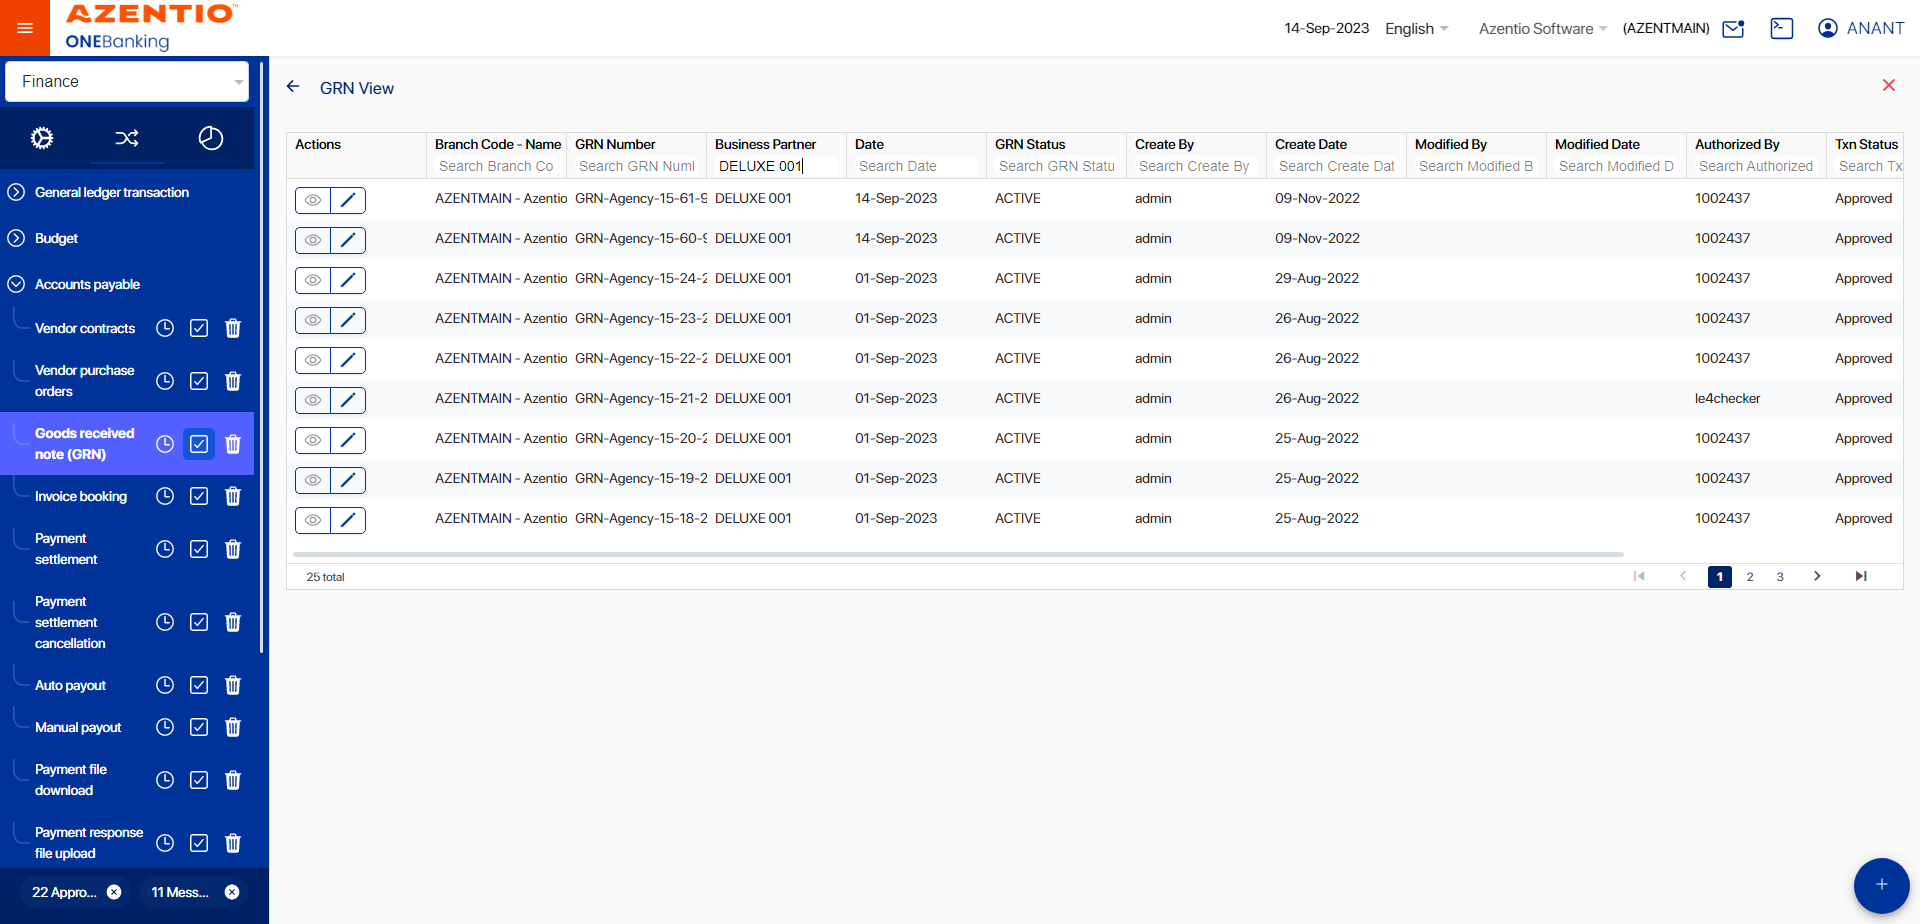 AZENTIO
ONEBanking
14-Sep-2023 English Azentio Software (AZENTMAIN) ANANT
Finance
General ledger transaction
Budget
Accounts payable
Vendor contracts
Vendor purchase
orders
Goods received
note (GRN)
Invoice booking
Payment
settlement
Payment
settlement
cancellation
Auto payout
Manual payout
Payment file
download
Payment response
file upload
22 Appro... 11 Mess...
GRN View
Actions Branch Code - Name GRN Number Business Partner Date GRN Status Create By Create Date Modified By Modified Date Authorized By Txn Status
Search Branch Co Search GRN Numl DELUXE 001 Search Date Search GRN Statu Search Create By Search Create Dat Search Modified B Search Modified D Search Authorized Search Tx
AZENTMAIN - Azentio GRN-Agency-15-61-9 DELUXE 001 14-Sep-2023 ACTIVE admin 09-Nov-2022 1002437 Approved
AZENTMAIN - Azentio GRN-Agency-15-60-9 DELUXE 001 14-Sep-2023 ACTIVE admin 09-Nov-2022 1002437 Approved
AZENTMAIN - Azentio GRN-Agency-15-24-2 DELUXE 001 01-Sep-2023 ACTIVE admin 29-Aug-2022 1002437 Approved
AZENTMAIN - Azentio GRN-Agency-15-23-2 DELUXE 001 01-Sep-2023 ACTIVE admin 26-Aug-2022 1002437 Approved
AZENTMAIN - Azentio GRN-Agency-15-22-2 DELUXE 001 01-Sep-2023 ACTIVE admin 26-Aug-2022 1002437 Approved
AZENTMAIN - Azentio GRN-Agency-15-21-2 DELUXE 001 01-Sep-2023 ACTIVE admin 26-Aug-2022 le4checker Approved
AZENTMAIN - Azentio GRN-Agency-15-20-2 DELUXE 001 01-Sep-2023 ACTIVE admin 25-Aug-2022 1002437 Approved
AZENTMAIN - Azentio GRN-Agency-15-19-2 DELUXE 001 01-Sep-2023 ACTIVE admin 25-Aug-2022 1002437 Approved
AZENTMAIN - Azentio GRN-Agency-15-18-2 DELUXE 001 01-Sep-2023 ACTIVE admin 25-Aug-2022 1002437 Approved
25 total 1 2 3